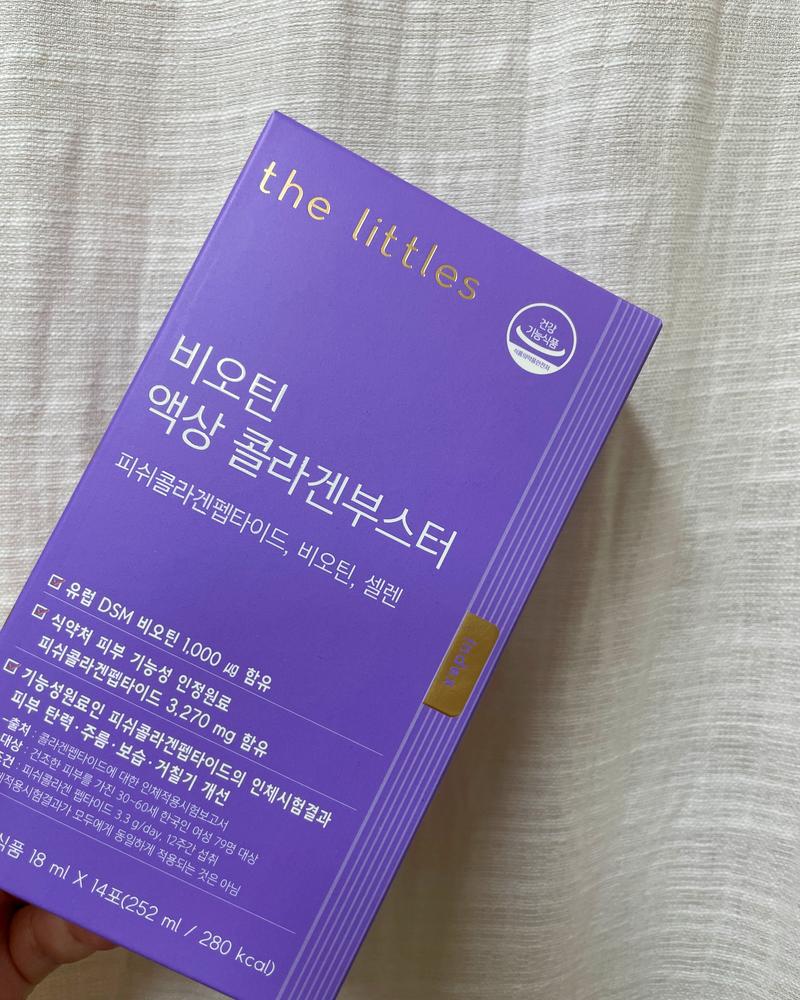 the littles
건강
기능식품
식품의약품안전처
비오틴
액상 콜라겐부스터
피쉬콜라겐펩타이드, 비오틴, 셀렌
index
유럽 DSM 비오틴 1,000 ㎍ 함유
식약처 피부 기능성 인정원료
피쉬콜라겐펩타이드 3,270 mg 함유
기능성원료인 피쉬콜라겐펩타이드의 인체시험결과
피부 탄력·주름·보습·거칠기 개선
-출처 : 콜라겐펩타이드에 대한 인체적용시험보고서
대상 : 건조한 피부를 가진 30~60세 한국인 여성 79명 대상
: 피쉬콜라겐 펩타이드 3.3 g/day, 12주간 섭취
모두에게 동일하게 적용되는 것은 아님
식품 18 ml X 14포(252 ml / 280 kcal)